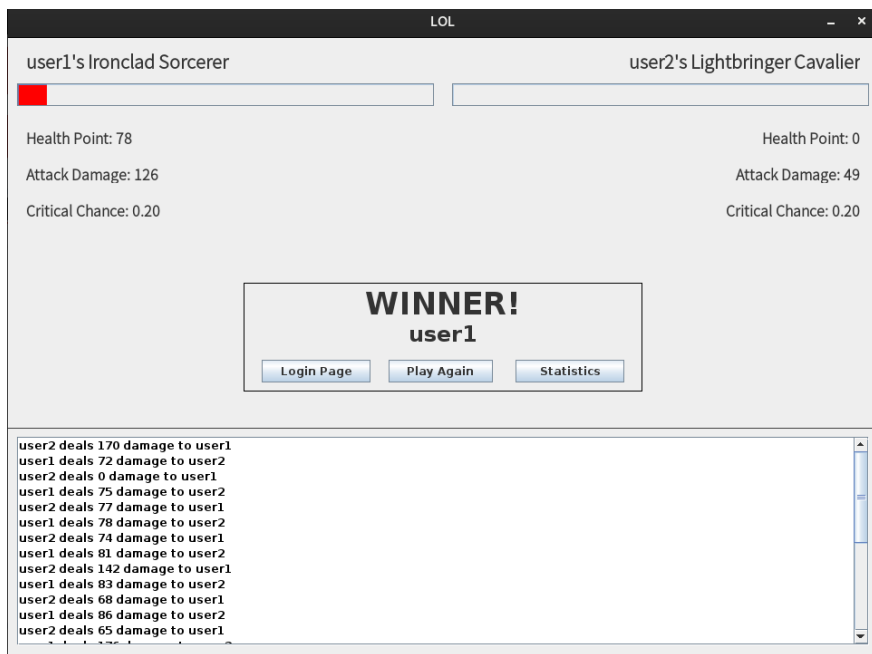 LOL
user1's Ironclad Sorcerer
user2's Lightbringer Cavalier
Health Point: 78
Health Point: 0
Attack Damage: 126
Attack Damage: 49
Critical Chance: 0.20
Critical Chance: 0.20
WINNER!
user1
Login Page
Play Again
Statistics
user2 deals 170 damage to user1
user1 deals 72 damage to user2
user2 deals 0 damage to user1
user1 deals 75 damage to user2
user2 deals 77 damage to user1
user1 deals 78 damage to user2
user2 deals 74 damage to user1
user1 deals 81 damage to user2
user2 deals 142 damage to user1
user1 deals 83 damage to user2
user2 deals 68 damage to user1
user1 deals 86 damage to user2
user2 deals 65 damage to user1